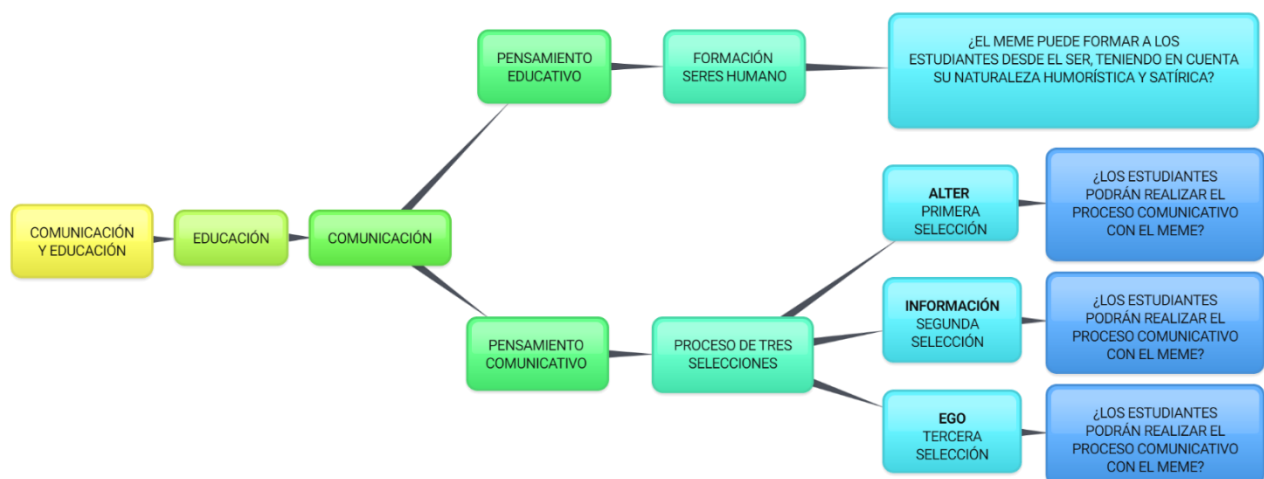 PENSAMIENTO
EDUCATIVO
FORMACIÓN
SERES HUMANO
¿EL MEME PUEDE FORMAR A LOS
ESTUDIANTES DESDE EL SER, TENIENDO EN CUENTA
SU NATURALEZA HUMORÍSTICA Y SATÍRICA?
COMUNICACIÓN
Y EDUCACIÓN
EDUCACIÓN
COMUNICACIÓN
PENSAMIENTO
COMUNICATIVO
PROCESO DE TRES
SELECCIONES
ALTER
PRIMERA
SELECCIÓN
¿LOS ESTUDIANTES
PODRÁN REALIZAR EL
PROCESO COMUNICATIVO
CON EL MEME?
INFORMACIÓN
SEGUNDA
SELECCIÓN
¿LOS ESTUDIANTES
PODRÁN REALIZAR EL
PROCESO COMUNICATIVO
CON EL MEME?
EGO
TERCERA
SELECCIÓN
¿LOS ESTUDIANTES
PODRÁN REALIZAR EL
PROCESO COMUNICATIVO
CON EL MEME?